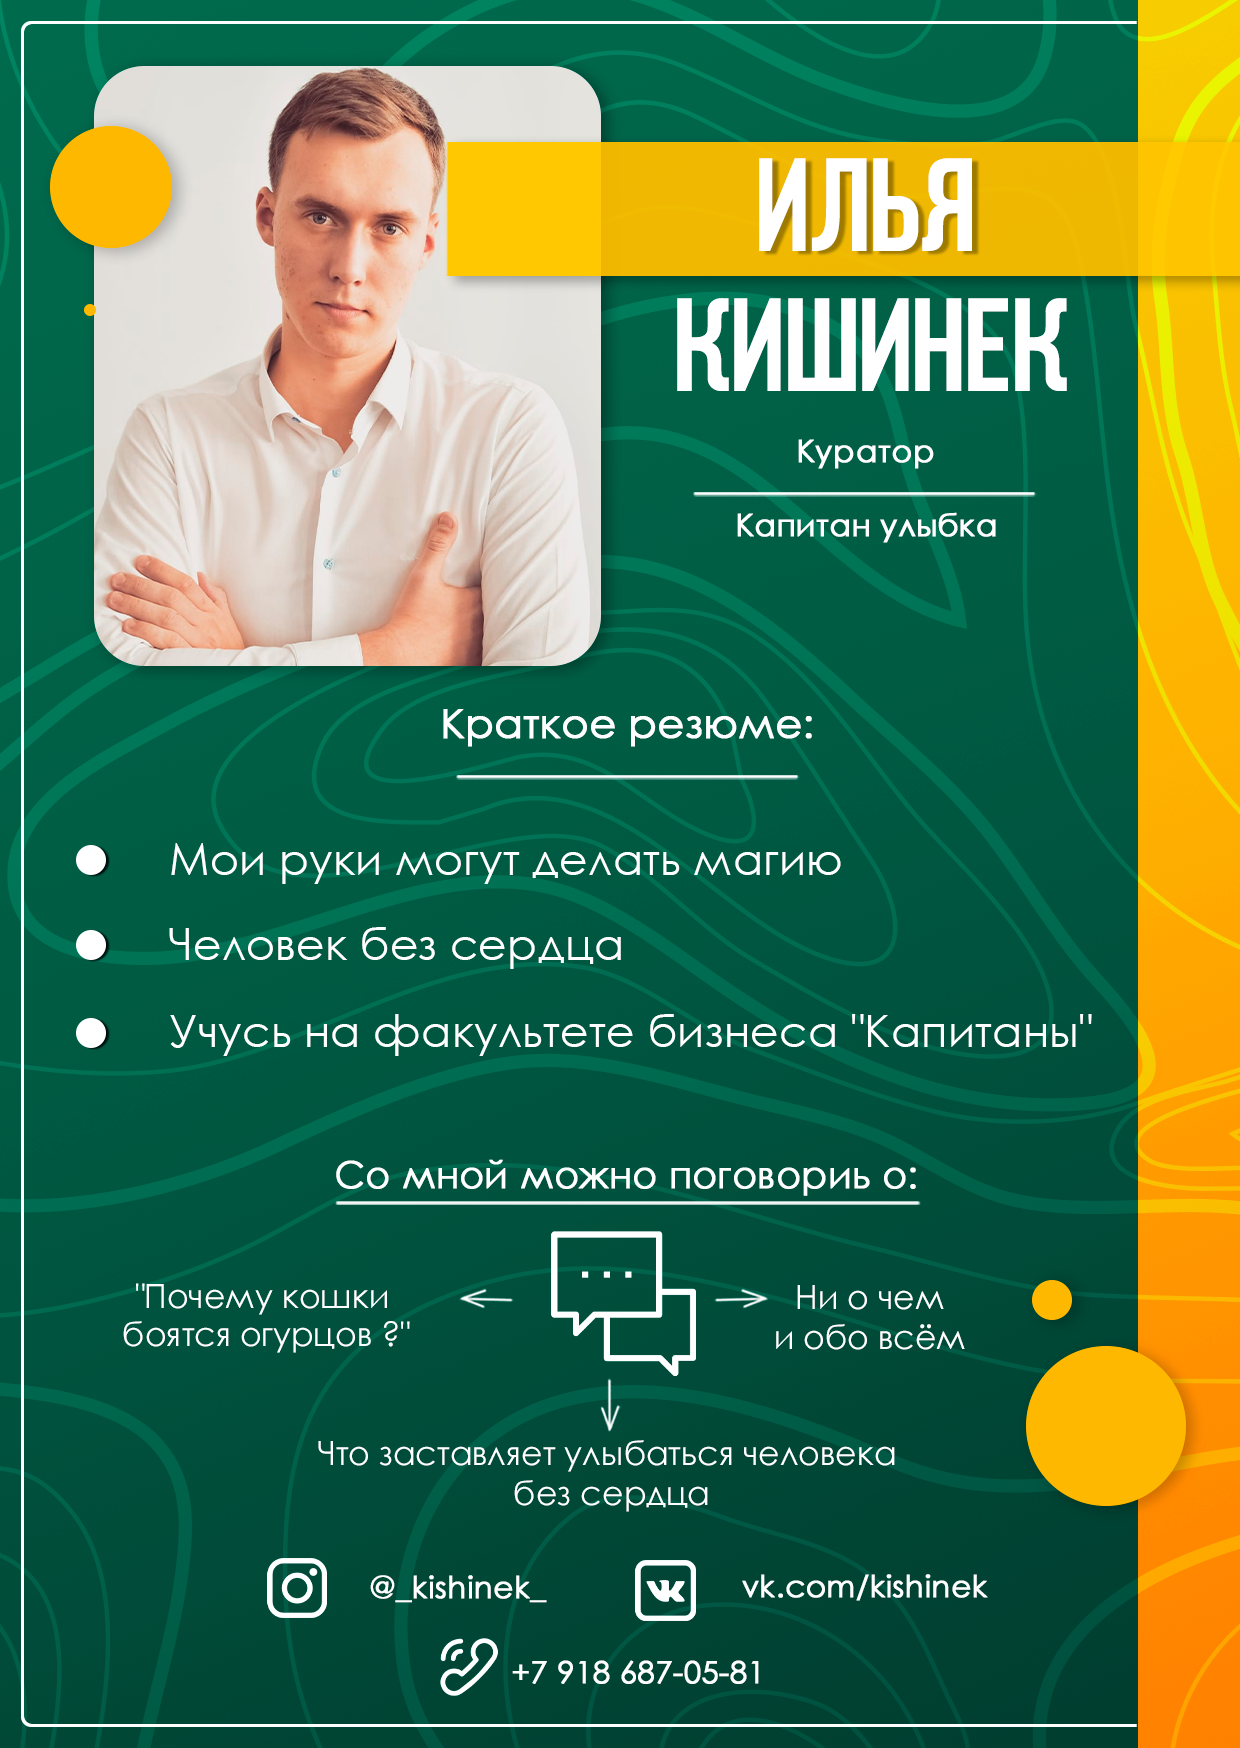 ИЛЬЯ
КИШИНЕК
Куратор
Капитан улыбка
Краткое резюме:
Мои руки могут делать магию
Человек без сердца
Учусь на факультете бизнеса "Капитаны"
Со мной можно поговориь о:
"Почему кошки
боятся огурцов ?"
Ни о чем
и обо всём
Что заставляет улыбаться человека
без сердца
@_kishinek_
vk.com/kishinek
+7 918 687-05-81